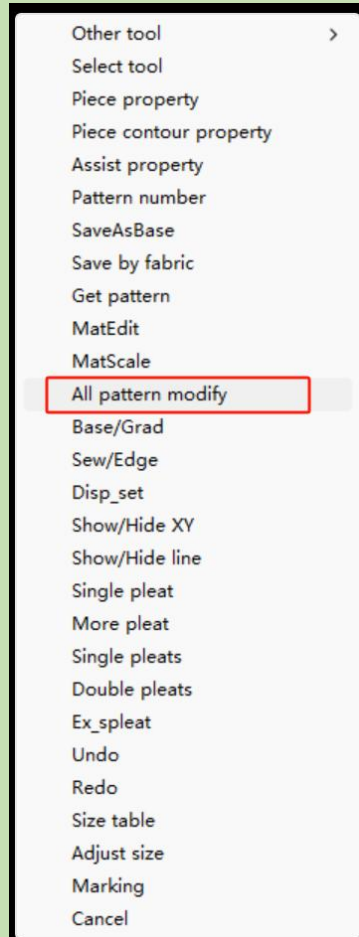 Other tool >
Select tool
Piece property
Piece contour property
Assist property
Pattern number
SaveAsBase
Save by fabric
Get pattern
MatEdit
MatScale
All pattern modify
Base/Grad
Sew/Edge
Disp_set
Show/Hide XY
Show/Hide line
Single pleat
More pleat
Single pleats
Double pleats
Ex_spleat
Undo
Redo
Size table
Adjust size
Marking
Cancel